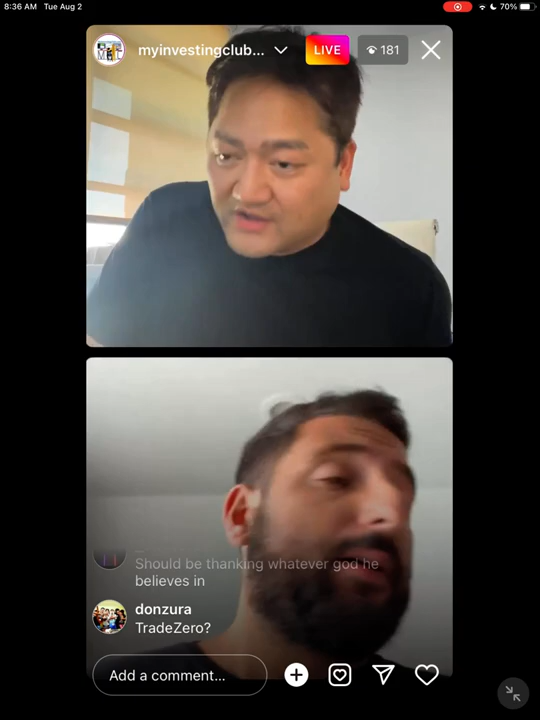 8:36 AM Tue Aug 2
70%
myinvestingclub...
LIVE
181
Should be thanking whatever god he
believes in
donzura
TradeZero?
Add a comment...